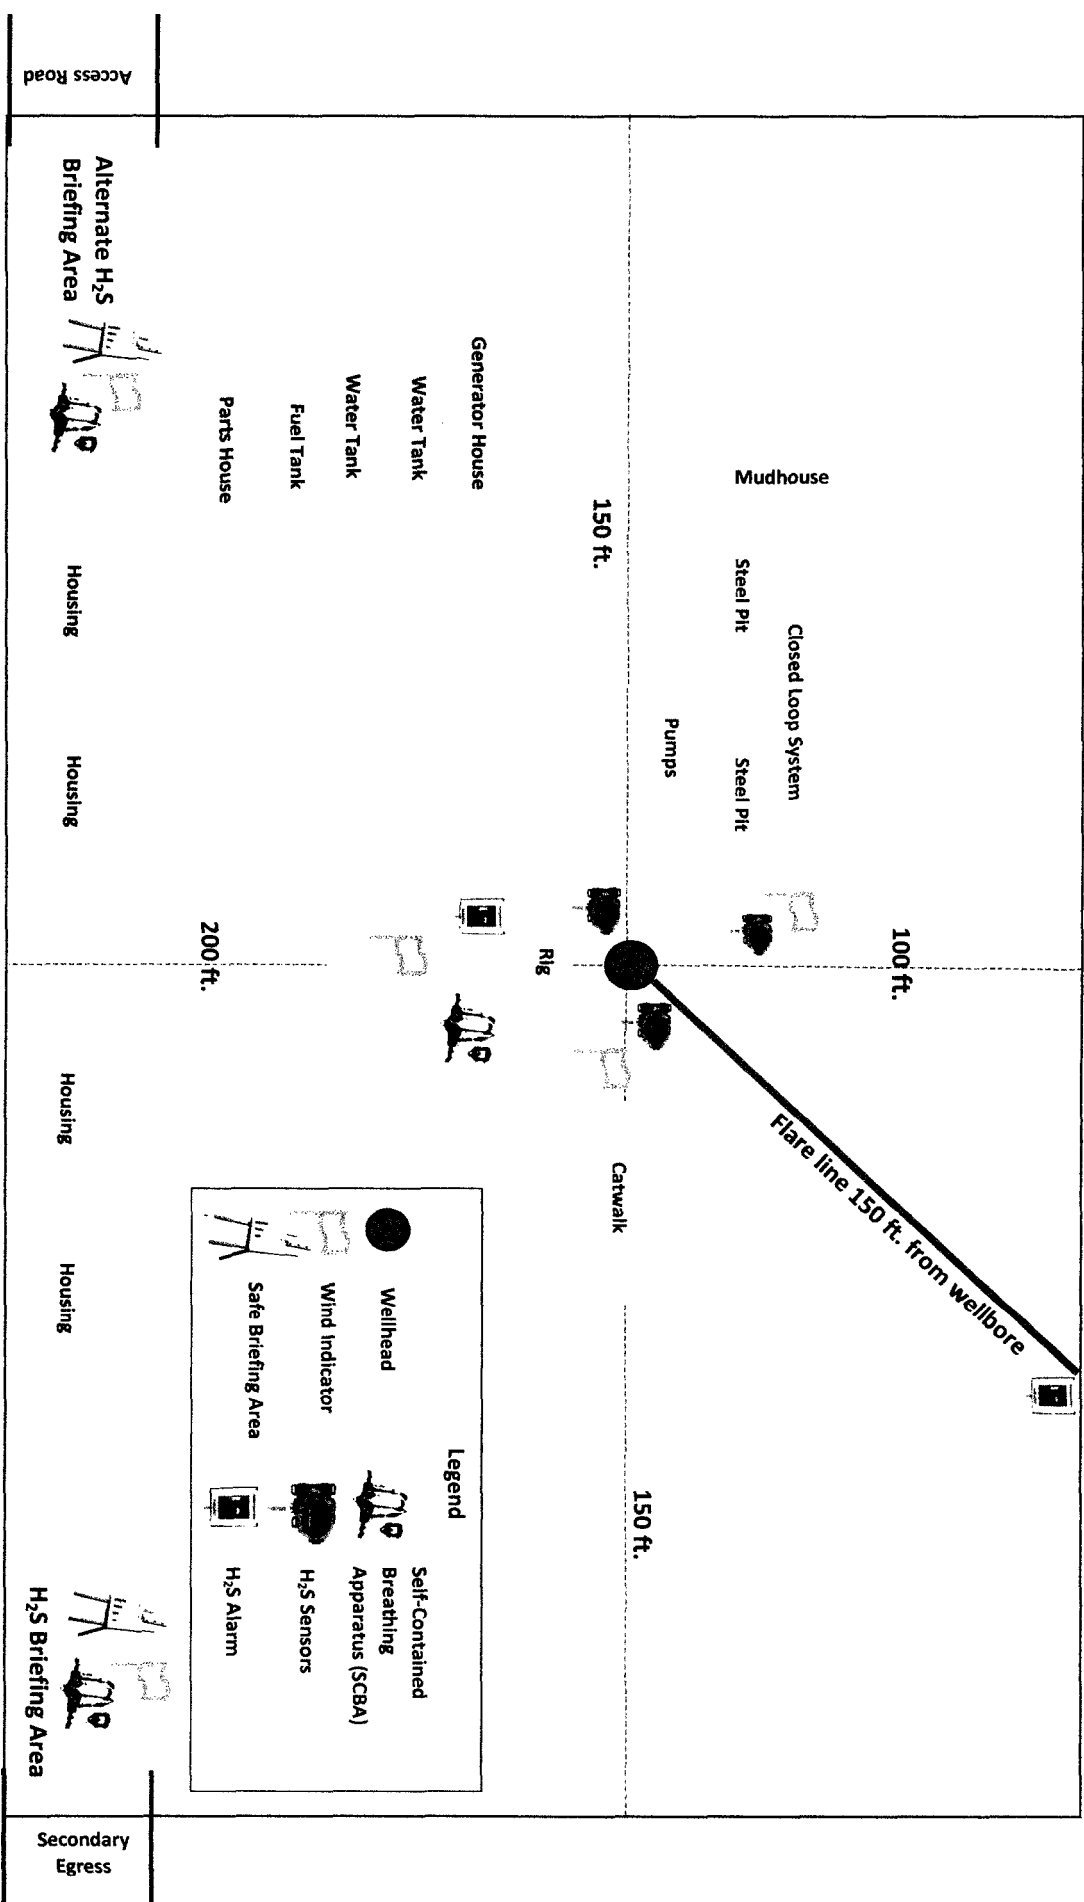 Access Road
Alternate H₂S
Briefing Area
Generator House
Water Tank
Water Tank
Fuel Tank
Parts House
Mudhouse
150 ft.
Steel Pit
Closed Loop System
Pumps
Steel Pit
Housing
Housing
100 ft.
Rig
200 ft.
Flare line 150 ft. from wellbore
Catwalk
Housing
Housing
150 ft.
Legend
Wellhead
Wind Indicator
Safe Briefing Area
Self-Contained
Breathing
Apparatus (SCBA)
H₂S Sensors
H₂S Alarm
H₂S Briefing Area
Secondary
Egress